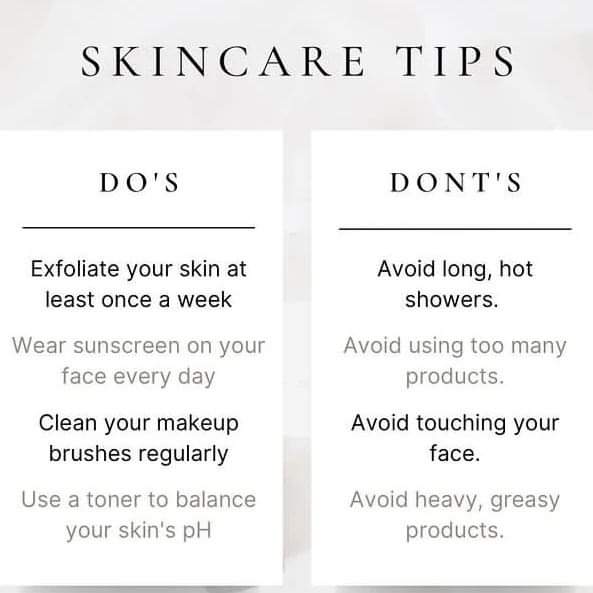 SKINCARE TIPS
DO'S
Exfoliate your skin at
least once a week
Wear sunscreen on your
face every day
Clean your makeup
brushes regularly
Use a toner to balance
your skin's pH
DONT'S
Avoid long, hot
showers.
Avoid using too many
products.
Avoid touching your
face.
Avoid heavy, greasy
products.